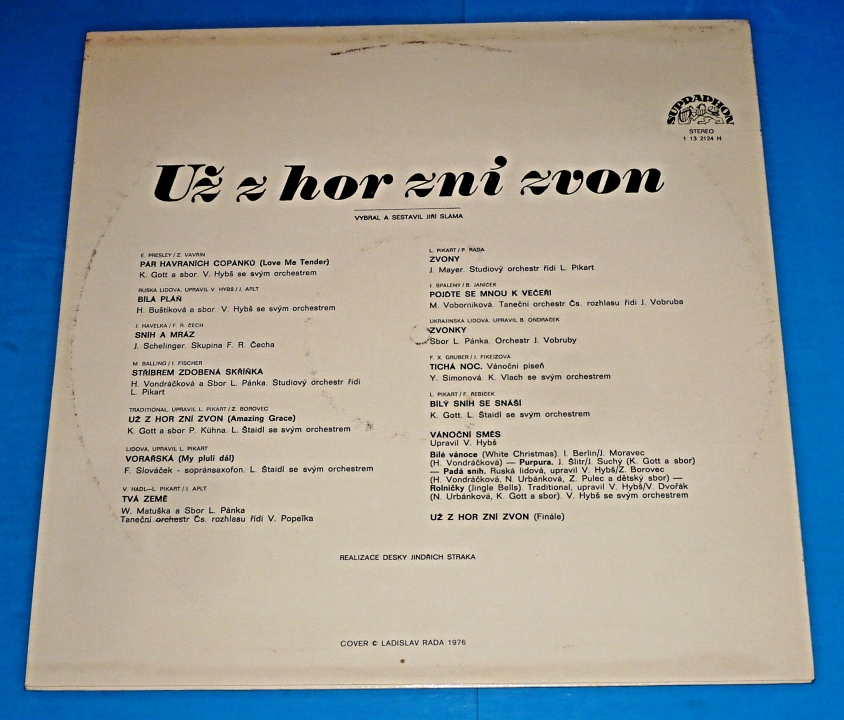 SUPRAPHON
STEREO
1 13 2124 H
Už z hor zní zvon
VYBRAL A SESTAVIL JIŘÍ SLÁMA
E. PRESLEY / Z. VAVŘÍN
PÁR HAVRANÍCH COPÁNKŮ (Love Me Tender)
K. Gott a sbor. V. Hybš se svým orchestrem
RUSKÁ LIDOVÁ, UPRAVIL V. HYBŠ / J. APLT
BÍLÁ PLÁŇ
H. Buštíková a sbor. V. Hybš se svým orchestrem
J. HAVELKA / F. R. ČECH
SNÍH A MRÁZ
J. Schelinger. Skupina F. R. Čecha
M. BALLING / I. FISCHER
STŘÍBREM ZDOBENÁ SKŘÍŇKA
H. Vondráčková a Sbor L. Pánka. Studiový orchestr řídí
L. Pikart
TRADITIONAL, UPRAVIL L. PIKART / Z. BOROVEC
UŽ Z HOR ZNÍ ZVON (Amazing Grace)
K. Gott a sbor P. Kühna. L. Štaidl se svým orchestrem
LIDOVÁ, UPRAVIL L. PIKART
VORAŘSKÁ (My pluli dál)
F. Slováček - sopránsaxofon. L. Štaidl se svým orchestrem
V. HÁDL—L. PIKART / J. APLT
TVÁ ZEMĚ
W. Matuška a Sbor L. Pánka
Taneční orchestr Čs. rozhlasu řídí V. Popelka
L. PIKART / P. RADA
ZVONY
J. Mayer. Studiový orchestr řídí L. Pikart
J. SPÁLENÝ / B. JANÍČEK
POJĎTE SE MNOU K VEČEŘI
M. Voborníková. Taneční orchestr Čs. rozhlasu řídí J. Vobruba
UKRAJINSKÁ LIDOVÁ, UPRAVIL B. ONDRÁČEK
ZVONKY
Sbor L. Pánka. Orchestr J. Vobruby
F. X. GRUBER / J. FIKEJZOVÁ
TICHÁ NOC. Vánoční píseň
Y. Simonová. K. Vlach se svým orchestrem
L. PIKART / F. ŘEBÍČEK
BÍLÝ SNÍH SE SNÁŠÍ
K. Gott. L. Štaidl se svým orchestrem
VÁNOČNÍ SMĚS
Upravil V. Hybš
Bílé vánoce (White Christmas). I. Berlin/J. Moravec
(H. Vondráčková) — Purpura. J. Šlitr/J. Suchý (K. Gott a sbor)
— Padá sníh. Ruská lidová, upravil V. Hybš/Z. Borovec
(H. Vondráčková, N. Urbánková, Z. Pulec a dětský sbor) —
Rolničky (Jingle Bells). Traditional, upravil V. Hybš/V. Dvořák
(N. Urbánková, K. Gott a sbor). V. Hybš se svým orchestrem
UŽ Z HOR ZNÍ ZVON (Finále)
REALIZACE DESKY JINDŘICH STRAKA
COVER © LADISLAV RADA 1976